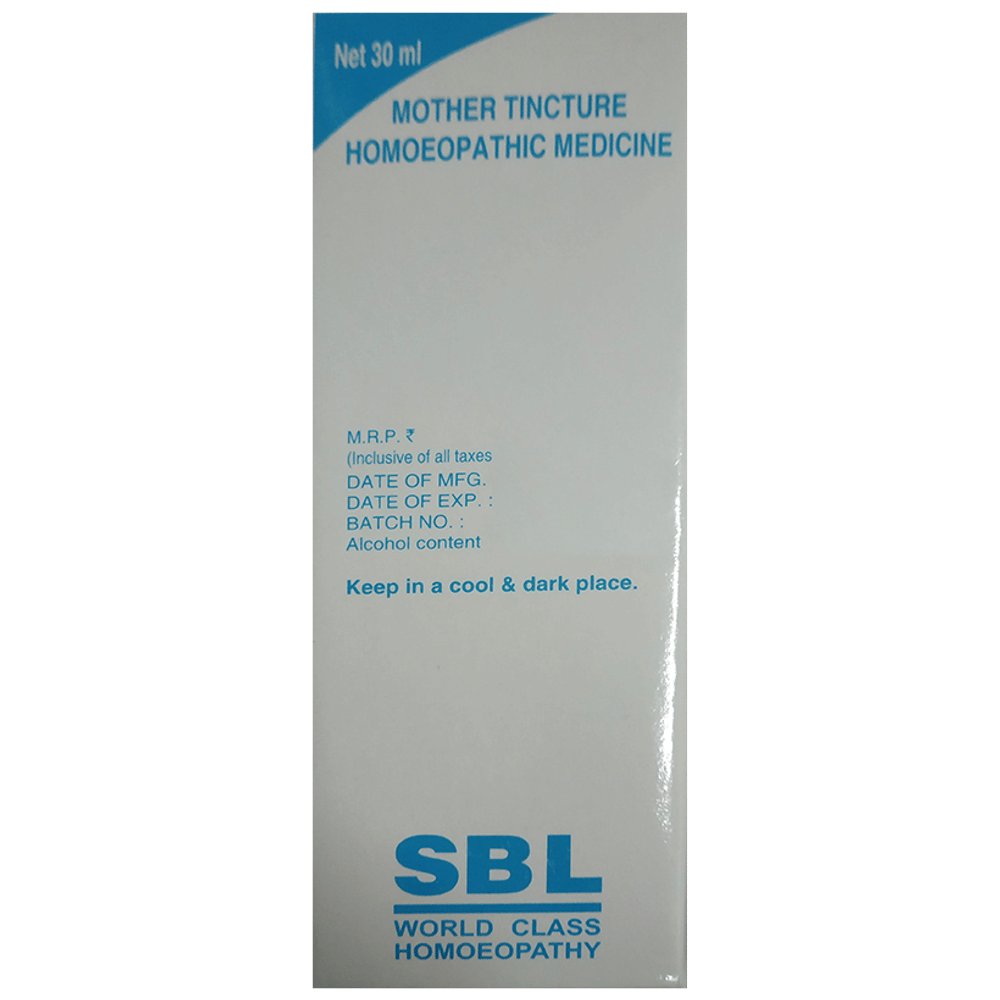 Net 30 ml
MOTHER TINCTURE
HOMOEOPATHIC MEDICINE
M.R.P. ₹
(Inclusive of all taxes
DATE OF MFG.
DATE OF EXP. :
BATCH NO. :
Alcohol content
Keep in a cool & dark place.
SBL
WORLD CLASS
HOMOEOPATHY